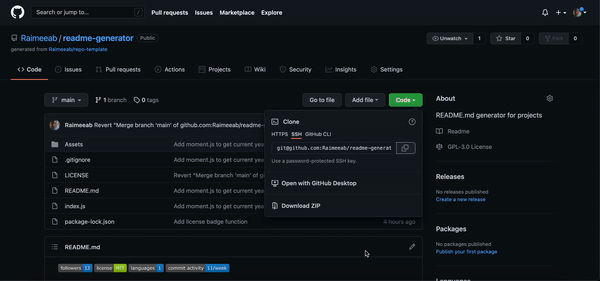 Search or jump to... /
Pull requests Issues Marketplace Explore
Raimeeab / readme-generator Public
generated from Raimeeab/repo-template
Unwatch 1 Star 0 Fork 0
Code Issues Pull requests Actions Projects Wiki Security Insights Settings
main 1 branch 0 tags Go to file Add file Code
Raimeeab Revert "Merge branch 'main' of github.com:Raimeeab/readme-
Assets Add moment.js to get current yea
.gitignore Add moment.js to get current yea
LICENSE Revert "Merge branch 'main' of g
README.md Add moment.js to get current yea
index.js Add moment.js to get current yea
package-lock.json Add license badge function 4 hours ago
Clone
HTTPS SSH GitHub CLI
git@github.com:Raimeeab/readme-generat
Use a password-protected SSH key.
Open with GitHub Desktop
Download ZIP
README.md
followers 12 license MIT languages 1 commit activity 11/week
About
README.md generator for projects
Readme
GPL-3.0 License
Releases
No releases published
Create a new release
Packages
No packages published
Publish your first package
Languages